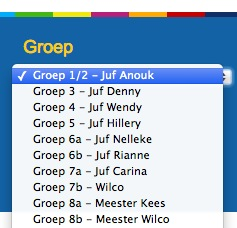 Groep
✓ Groep 1/2 – Juf Anouk
Groep 3 – Juf Denny
Groep 4 – Juf Wendy
Groep 5 – Juf Hillery
Groep 6a – Juf Nelleke
Groep 6b – Juf Rianne
Groep 7a – Juf Carina
Groep 7b – Wilco
Groep 8a – Meester Kees
Groep 8b – Meester Wilco